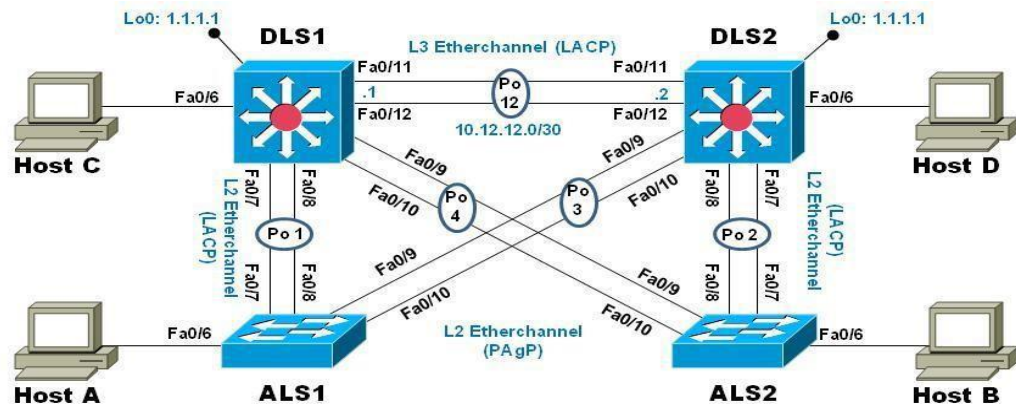 Lo0: 1.1.1.1
Lo0: 1.1.1.1
DLS1
DLS2
L3 Etherchannel (LACP)
Fa0/11
Fa0/11
Fa0/6
.1
Po
12
.2
Fa0/6
Fa0/12
Fa0/12
10.12.12.0/30
Host C
Host D
Fa0/9
Fa0/9
Fa0/7
Fa0/8
Fa0/10
Po
4
Po
3
Fa0/10
Fa0/8
Fa0/7
L2 Etherchannel
(LACP)
Po 1
Po 2
L2 Etherchannel
(LACP)
Fa0/7
Fa0/8
Fa0/9
Fa0/10
Fa0/9
Fa0/10
Fa0/8
Fa0/7
L2 Etherchannel
(PAgP)
Fa0/6
Fa0/6
Host A
ALS1
ALS2
Host B